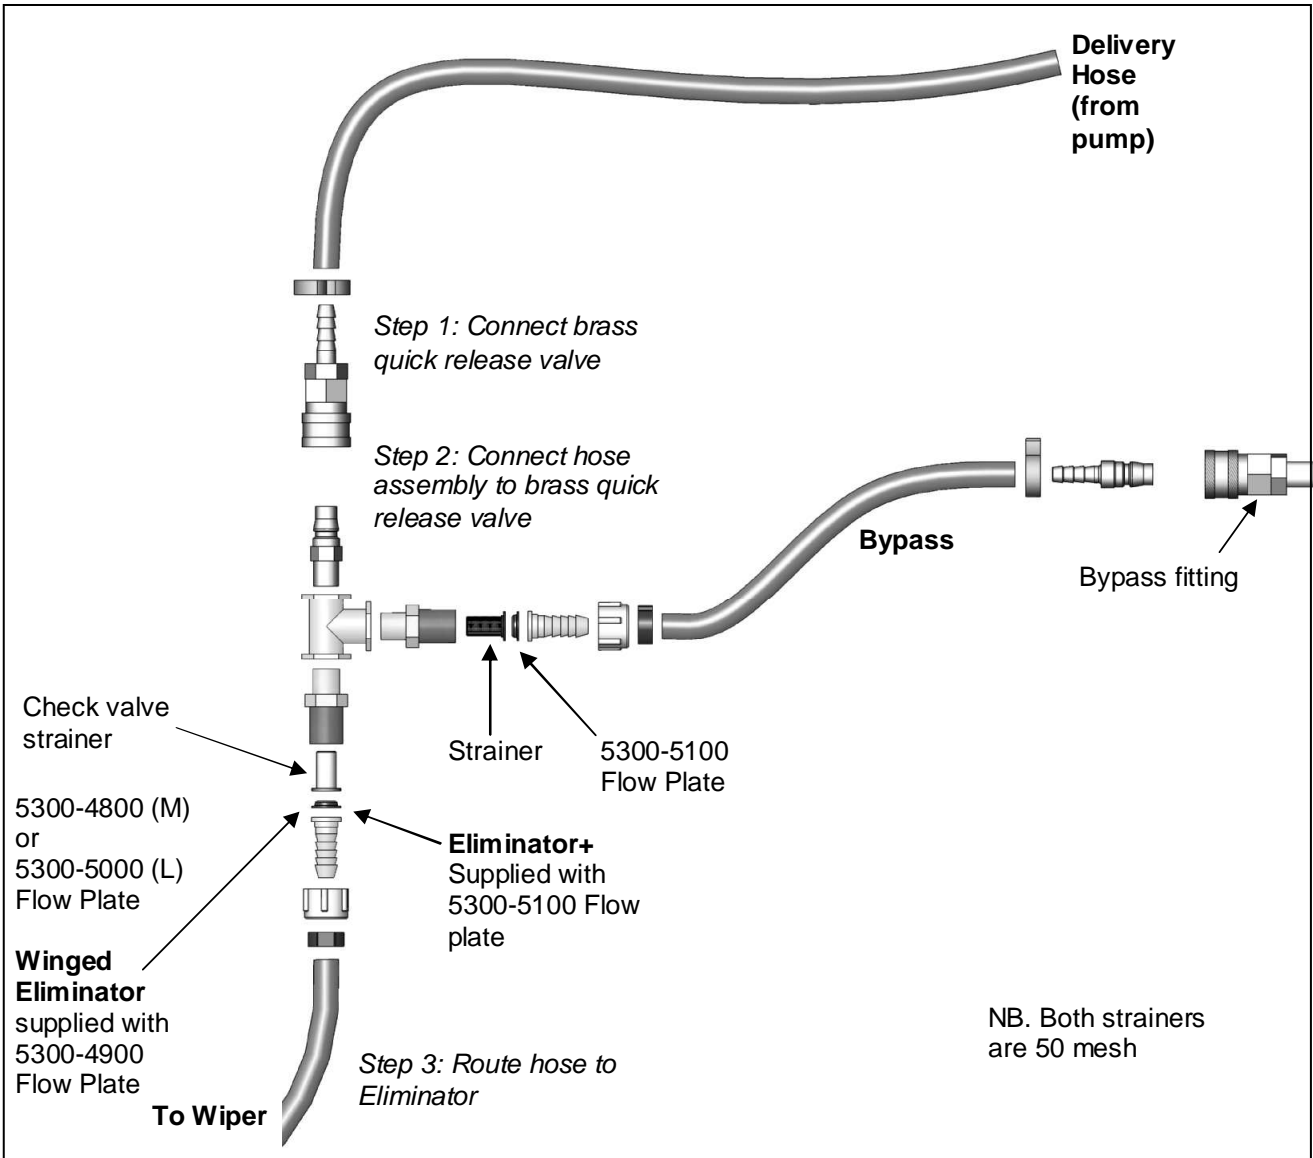 Delivery
Hose
(from
pump)
Step 1: Connect brass
quick release valve
Step 2: Connect hose
assembly to brass quick
release valve
Bypass
Bypass fitting
Check valve
strainer
Strainer
5300-5100
Flow Plate
5300-4800 (M)
or
5300-5000 (L)
Flow Plate
Eliminator+
Supplied with
5300-5100 Flow
plate
Winged
Eliminator
supplied with
5300-4900
Flow Plate
NB. Both strainers
are 50 mesh
Step 3: Route hose to
Eliminator
To Wiper